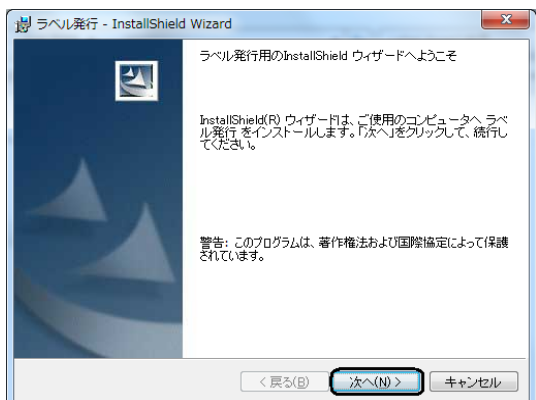 ラベル発行 - InstallShield Wizard
ラベル発行用のInstallShield ウィザードへようこそ
InstallShield(R) ウィザードは、ご使用のコンピュータへ ラベ
ル発行 をインストールします。「次へ」をクリックして、続行し
てください。
警告: このプログラムは、著作権法および国際協定によって保護
されています。
< 戻る(B)
次へ(N) >
キャンセル